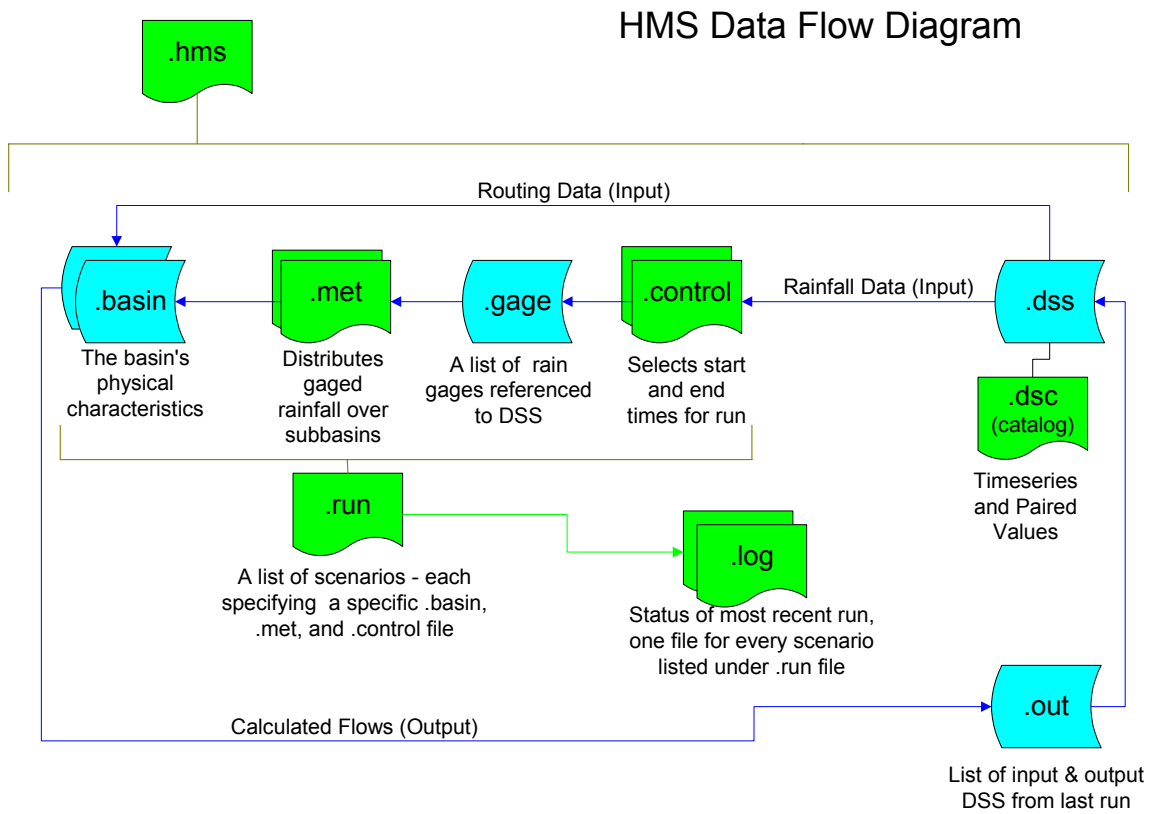 HMS Data Flow Diagram
.hms
Routing Data (Input)
.basin
.met
.gage
.control
Rainfall Data (Input)
.dss
The basin's
physical
characteristics
Distributes
gaged
rainfall over
subbasins
A list of rain
gages referenced
to DSS
Selects start
and end
times for run
.dsc
(catalog)
Timeseries
and Paired
Values
.run
A list of scenarios - each
specifying a specific .basin,
.met, and .control file
.log
Status of most recent run,
one file for every scenario
listed under .run file
Calculated Flows (Output)
.out
List of input & output
DSS from last run